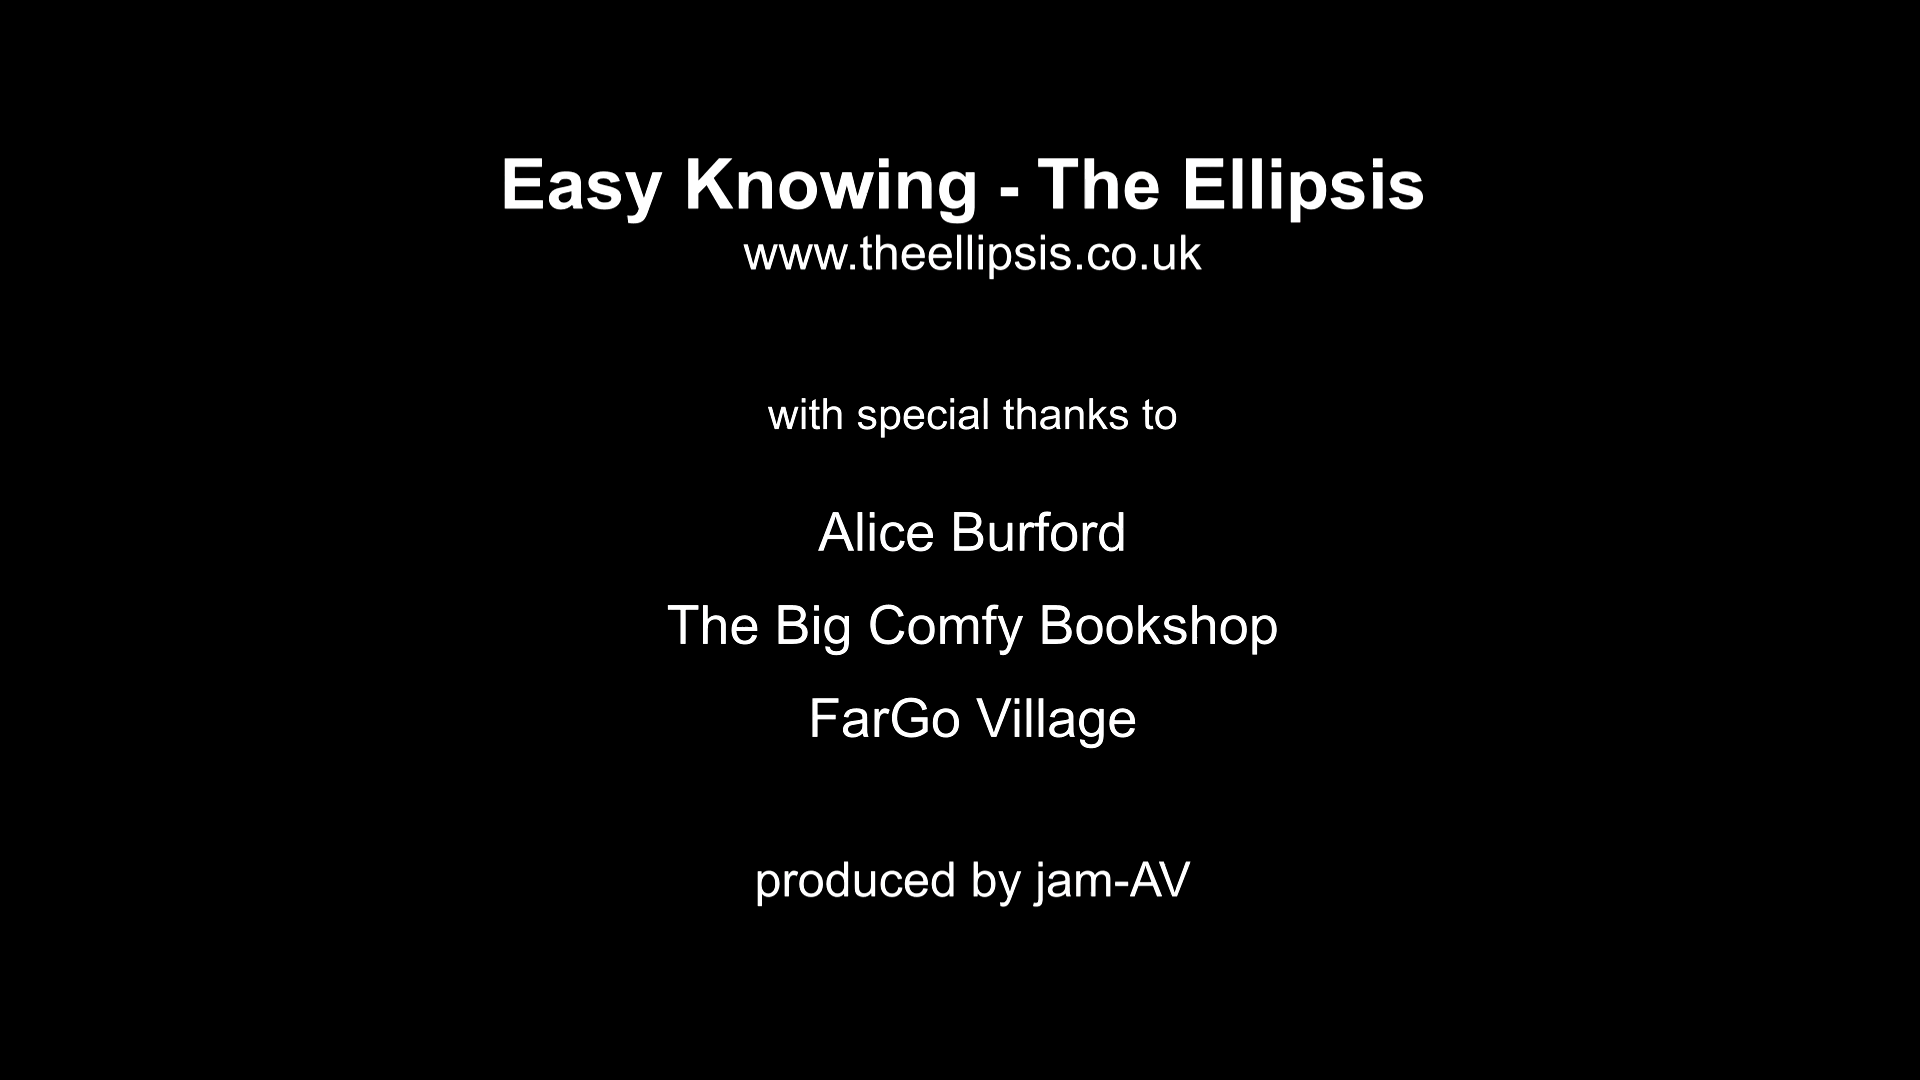 Easy Knowing - The Ellipsis
www.theellipsis.co.uk
with special thanks to
Alice Burford
The Big Comfy Bookshop
FarGo Village
produced by jam-AV